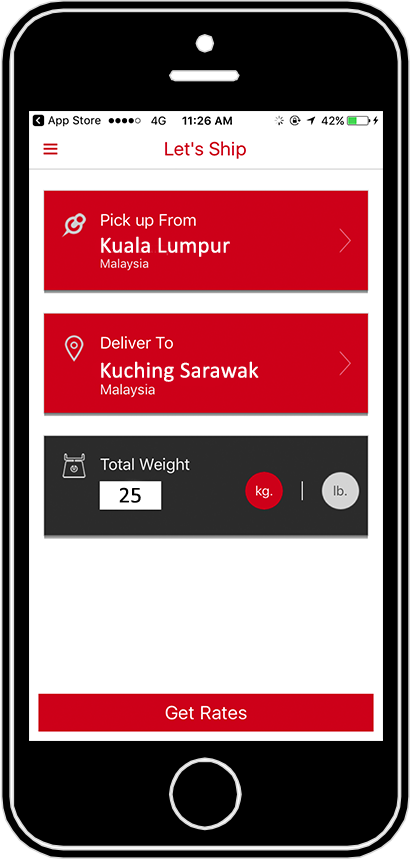 App Store 4G 11:26 AM 42%
Let's Ship
Pick up From
Kuala Lumpur
Malaysia
Deliver To
Kuching Sarawak
Malaysia
Total Weight
25 kg. | lb.
Get Rates